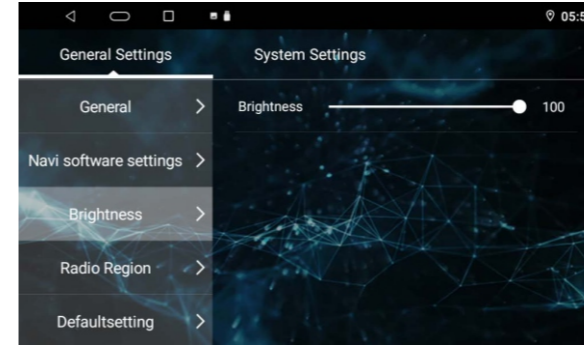 05:5
General Settings
System Settings
General
Brightness
100
Navi software settings
Brightness
Radio Region
Defaultsetting